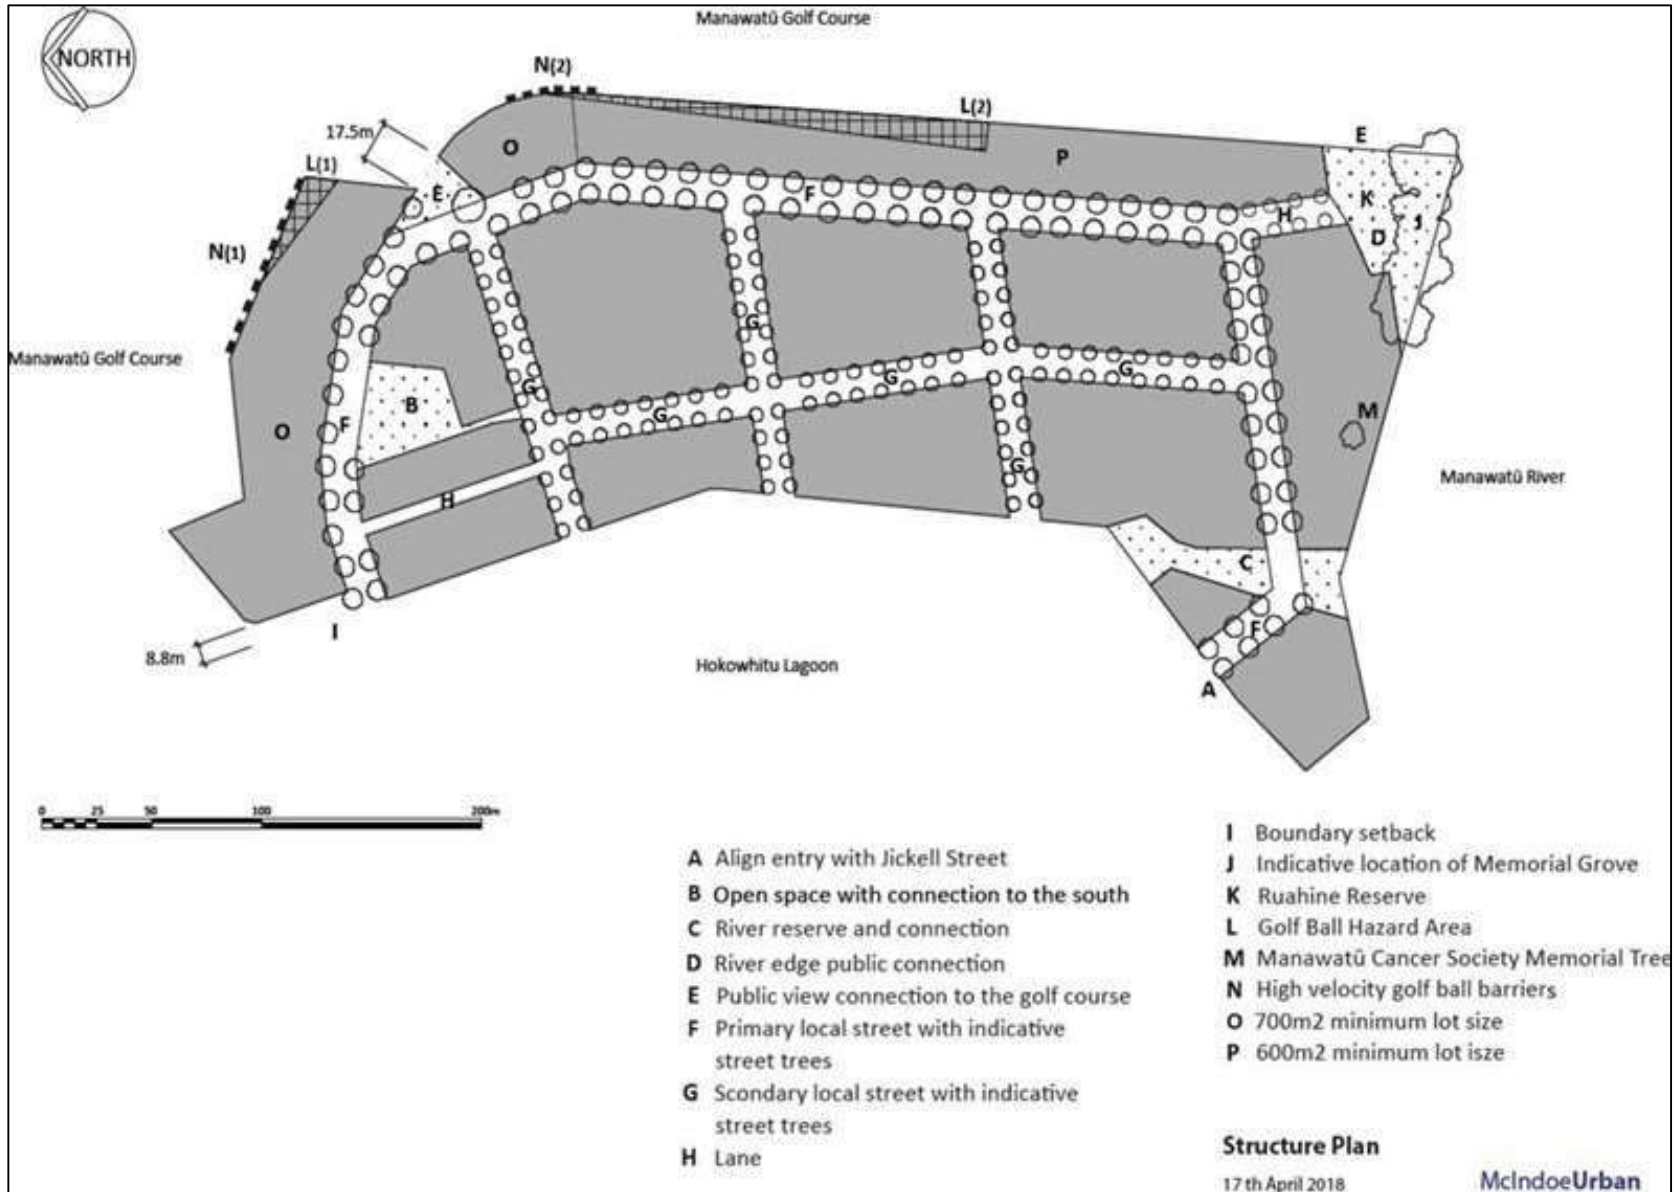 Manawatū Golf Course
NORTH
N(2)
L(2)
17.5m
E
O
P
L(1)
E
F
K
H
J
N(1)
D
G
Manawatū Golf Course
G
G
G
B
M
O
F
G
G
Manawatū River
H
C
I
F
8.8m
Hokowhitu Lagoon
A
0 25 50 100 200m
A Align entry with Jickell Street
B Open space with connection to the south
C River reserve and connection
D River edge public connection
E Public view connection to the golf course
F Primary local street with indicative
street trees
G Scondary local street with indicative
street trees
H Lane
I Boundary setback
J Indicative location of Memorial Grove
K Ruahine Reserve
L Golf Ball Hazard Area
M Manawatū Cancer Society Memorial Tree
N High velocity golf ball barriers
O 700m2 minimum lot size
P 600m2 minimum lot isze
Structure Plan
17 th April 2018
McIndoeUrban